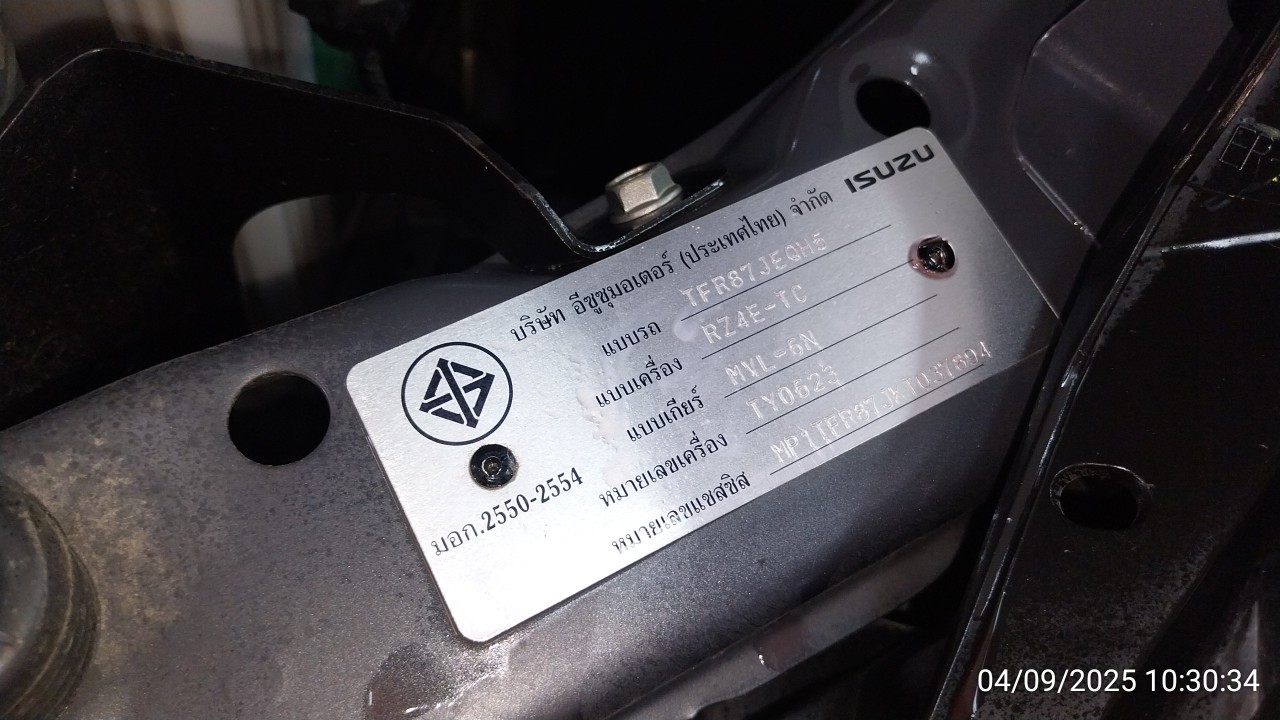 ISUZU
บริษัท อีซูซุมอเตอร์ (ประเทศไทย) จำกัด
แบบรถ TFR87JEQH5
แบบเครื่อง RZ4E-TC
แบบเกียร์ MYL-6N
หมายเลขเครื่อง TY0623
หมายเลขแชสซิส
มอก.2550-2554
04/09/2025 10:30:34